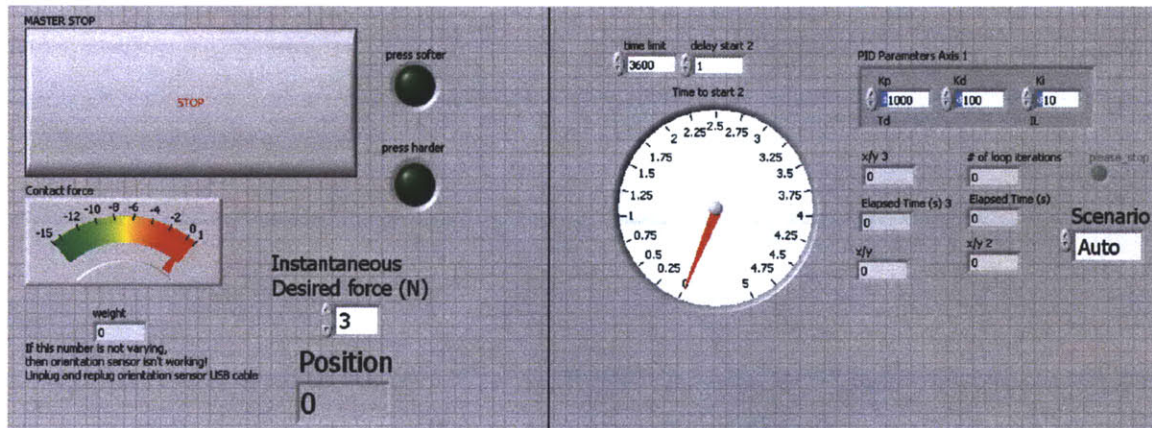 MASTER STOP
STOP
press softer
press harder
Contact force
-15
-12
-10
-8
-6
-4
-2
0
1
weight
0
If this number is not varying,
then orientation sensor isn't working!
Unplug and replug orientation sensor USB cable
Instantaneous
Desired force (N)
3
Position
0
time limit
3600
delay start 2
1
Time to start 2
0
0.25
0.5
0.75
1
1.25
1.5
1.75
2
2.25
2.5
2.75
3
3.25
3.5
3.75
4
4.25
4.5
4.75
5
PID Parameters Axis 1
Kp
Kd
Ki
1000
100
10
Td
IL
x/y 3
0
# of loop iterations
0
please_stop
Elapsed Time (s) 3
0
Elapsed Time (s)
0
x/y
0
x/y 2
0
Scenario
Auto